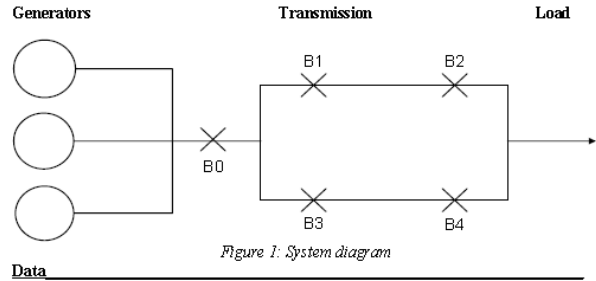 Generators Transmission Load
B1 B2
B0
B3 B4
Figure 1: System diagram
Data